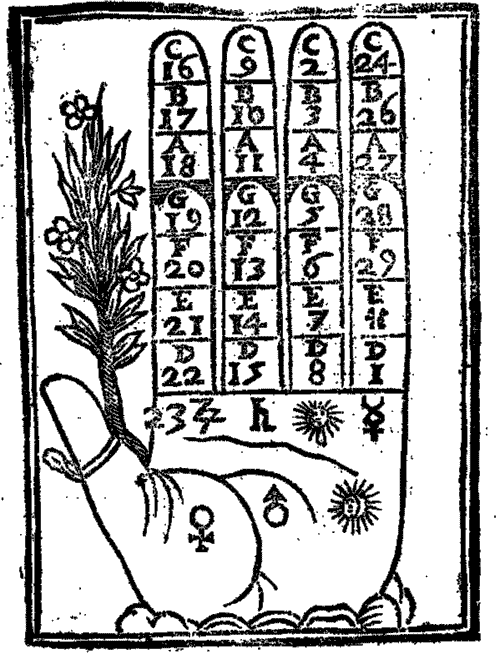 C C C C
16 9 2 24
B B B B
17 10 3 26
A A A A
18 11 4 27
G G G G
19 12 5 28
F F F F
20 13 6 29
E E E E
21 14 7
D D D D
22 15 8 1
23 ♃ ♄ ☉ ☿
♀ ♂ ☉